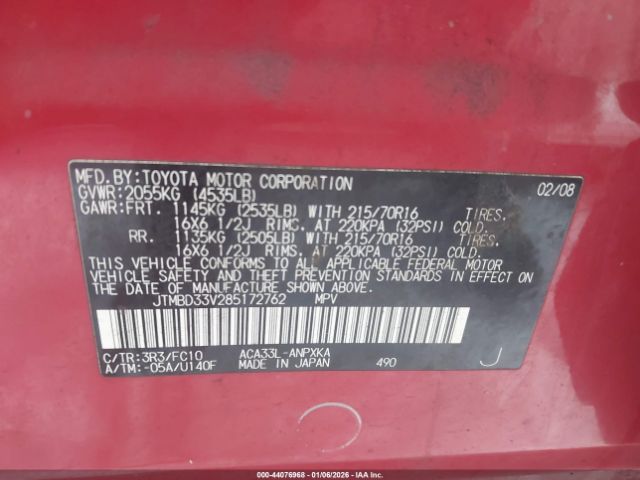 MFD.BY:TOYOTA MOTOR CORPORATION 02/08
GVWR:2055KG (4535LB)
GAWR:FRT. 1145KG (2535LB) WITH 215/70R16 TIRES.
16X6 1/2J RIMS. AT 220KPA (32PSI) COLD.
RR. 1135KG (2505LB) WITH 215/70R16 TIRES.
16X6 1/2J RIMS. AT 220KPA (32PSI) COLD.
THIS VEHICLE CONFORMS TO ALL APPLICABLE FEDERAL MOTOR
VEHICLE SAFETY AND THEFT PREVENTION STANDARDS IN EFFECT ON
THE DATE OF MANUFACTURE SHOWN ABOVE.
JTMBD33V285172762 MPV
C/TR:3R3/FC10 ACA33L-ANPXKA
A/TM:-05A/U140F MADE IN JAPAN 490 J
000-44076968 | 01/06/2026 - Copart, IAA